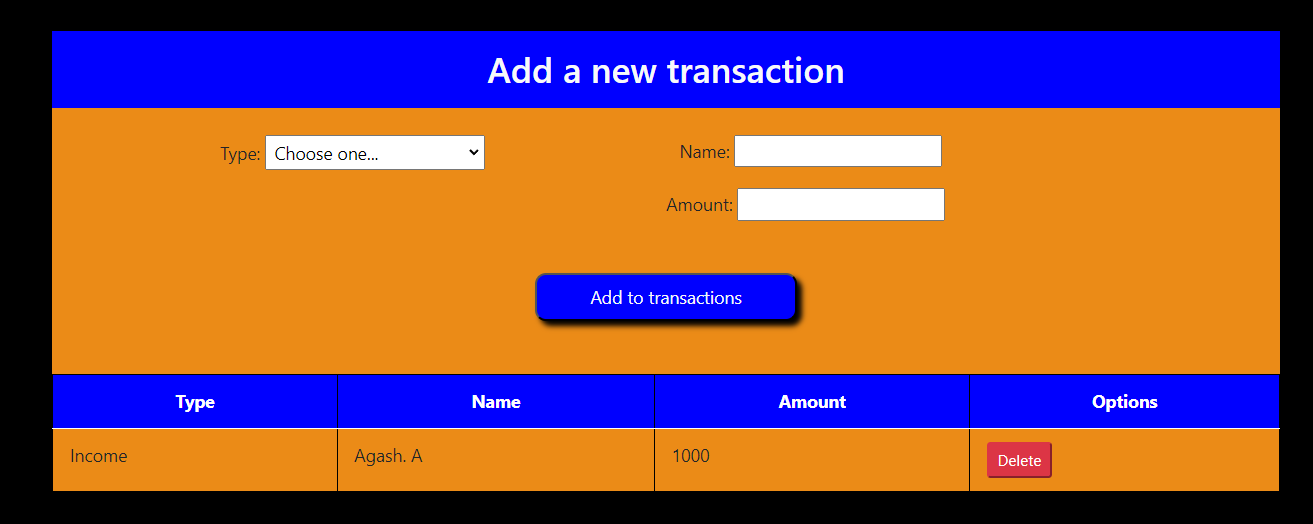 Add a new transaction
Type: Choose one... Name:
Amount:
Add to transactions
Type Name Amount Options
Income Agash. A 1000 Delete